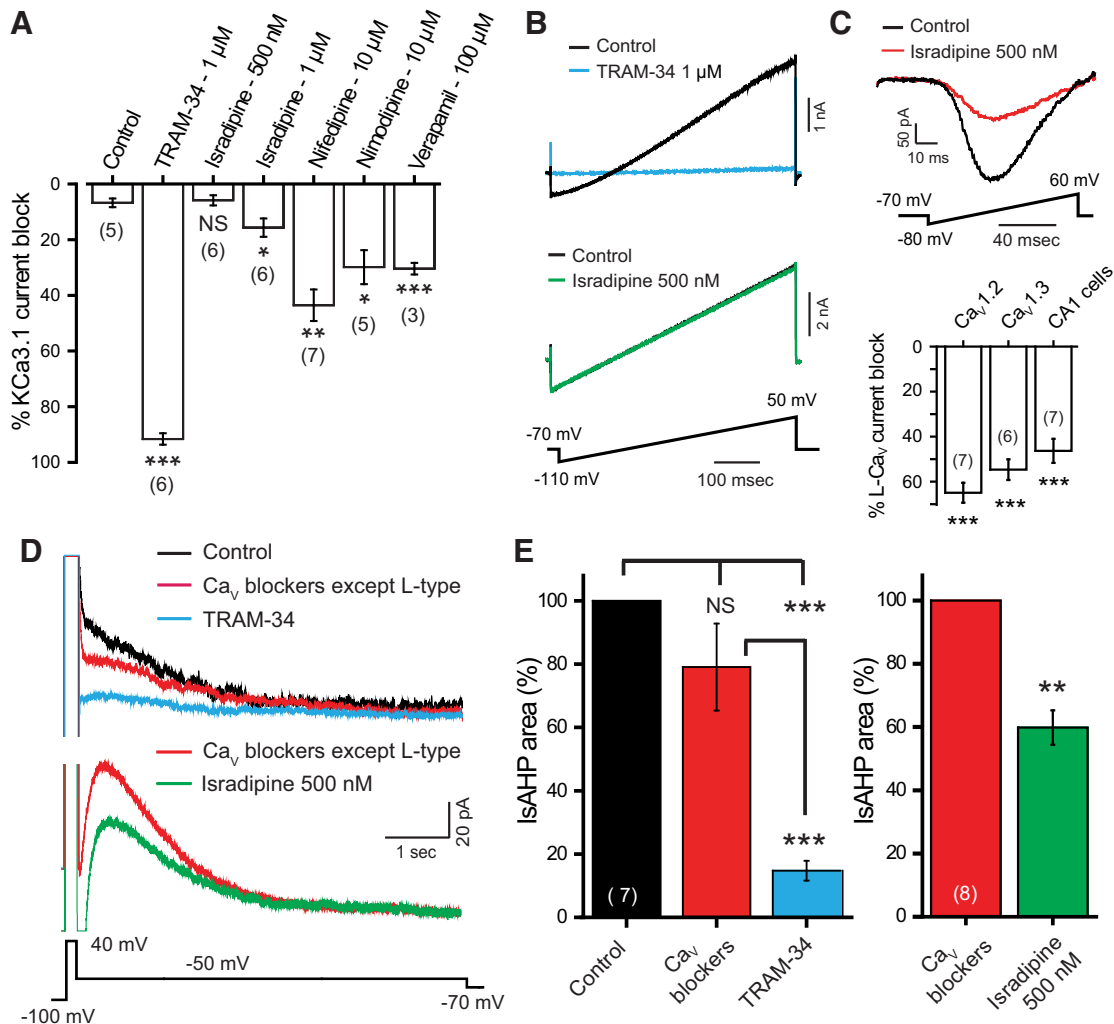 A
Control
TRAM-34 - 1 µM
Isradipine - 500 nM
Isradipine - 1 µM
Nifedipine - 10 µM
Nimodipine - 10 µM
Verapamil - 100 µM
% KCa3.1 current block
0
20
40
60
80
100
(5)
***
(6)
NS
(6)
*
(6)
**
(7)
*
(5)
***
(3)
B
Control
TRAM-34 1 µM
1 nA
Control
Isradipine 500 nM
2 nA
50 mV
-70 mV
-110 mV
100 msec
C
Control
Isradipine 500 nM
50 pA
10 ms
60 mV
-70 mV
-80 mV
40 msec
CaV1.2
CaV1.3
CA1 cells
% L-CaV current block
0
20
40
60
(7)
(6)
(7)
***
***
***
D
Control
CaV blockers except L-type
TRAM-34
CaV blockers except L-type
Isradipine 500 nM
20 pA
1 sec
40 mV
-50 mV
-100 mV
-70 mV
E
IsAHP area (%)
100
80
60
40
20
0
NS
***
***
( 7)
Control
CaV blockers
TRAM-34
IsAHP area (%)
100
80
60
40
20
0
**
(8)
CaV blockers
Isradipine 500 nM